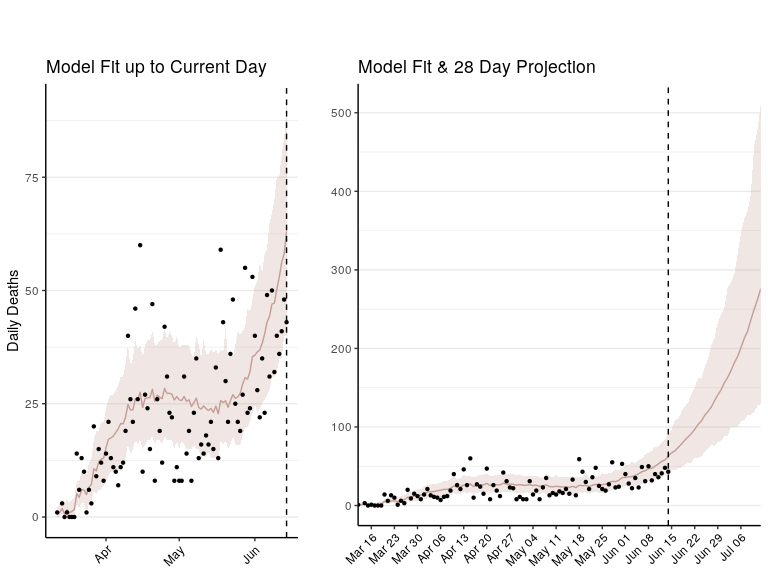 Model Fit up to Current Day
Daily Deaths
75
50
25
0
Apr
May
Jun
Model Fit & 28 Day Projection
500
400
300
200
100
0
Mar 16
Mar 23
Mar 30
Apr 06
Apr 13
Apr 20
Apr 27
May 04
May 11
May 18
May 25
Jun 01
Jun 08
Jun 15
Jun 22
Jun 29
Jul 06